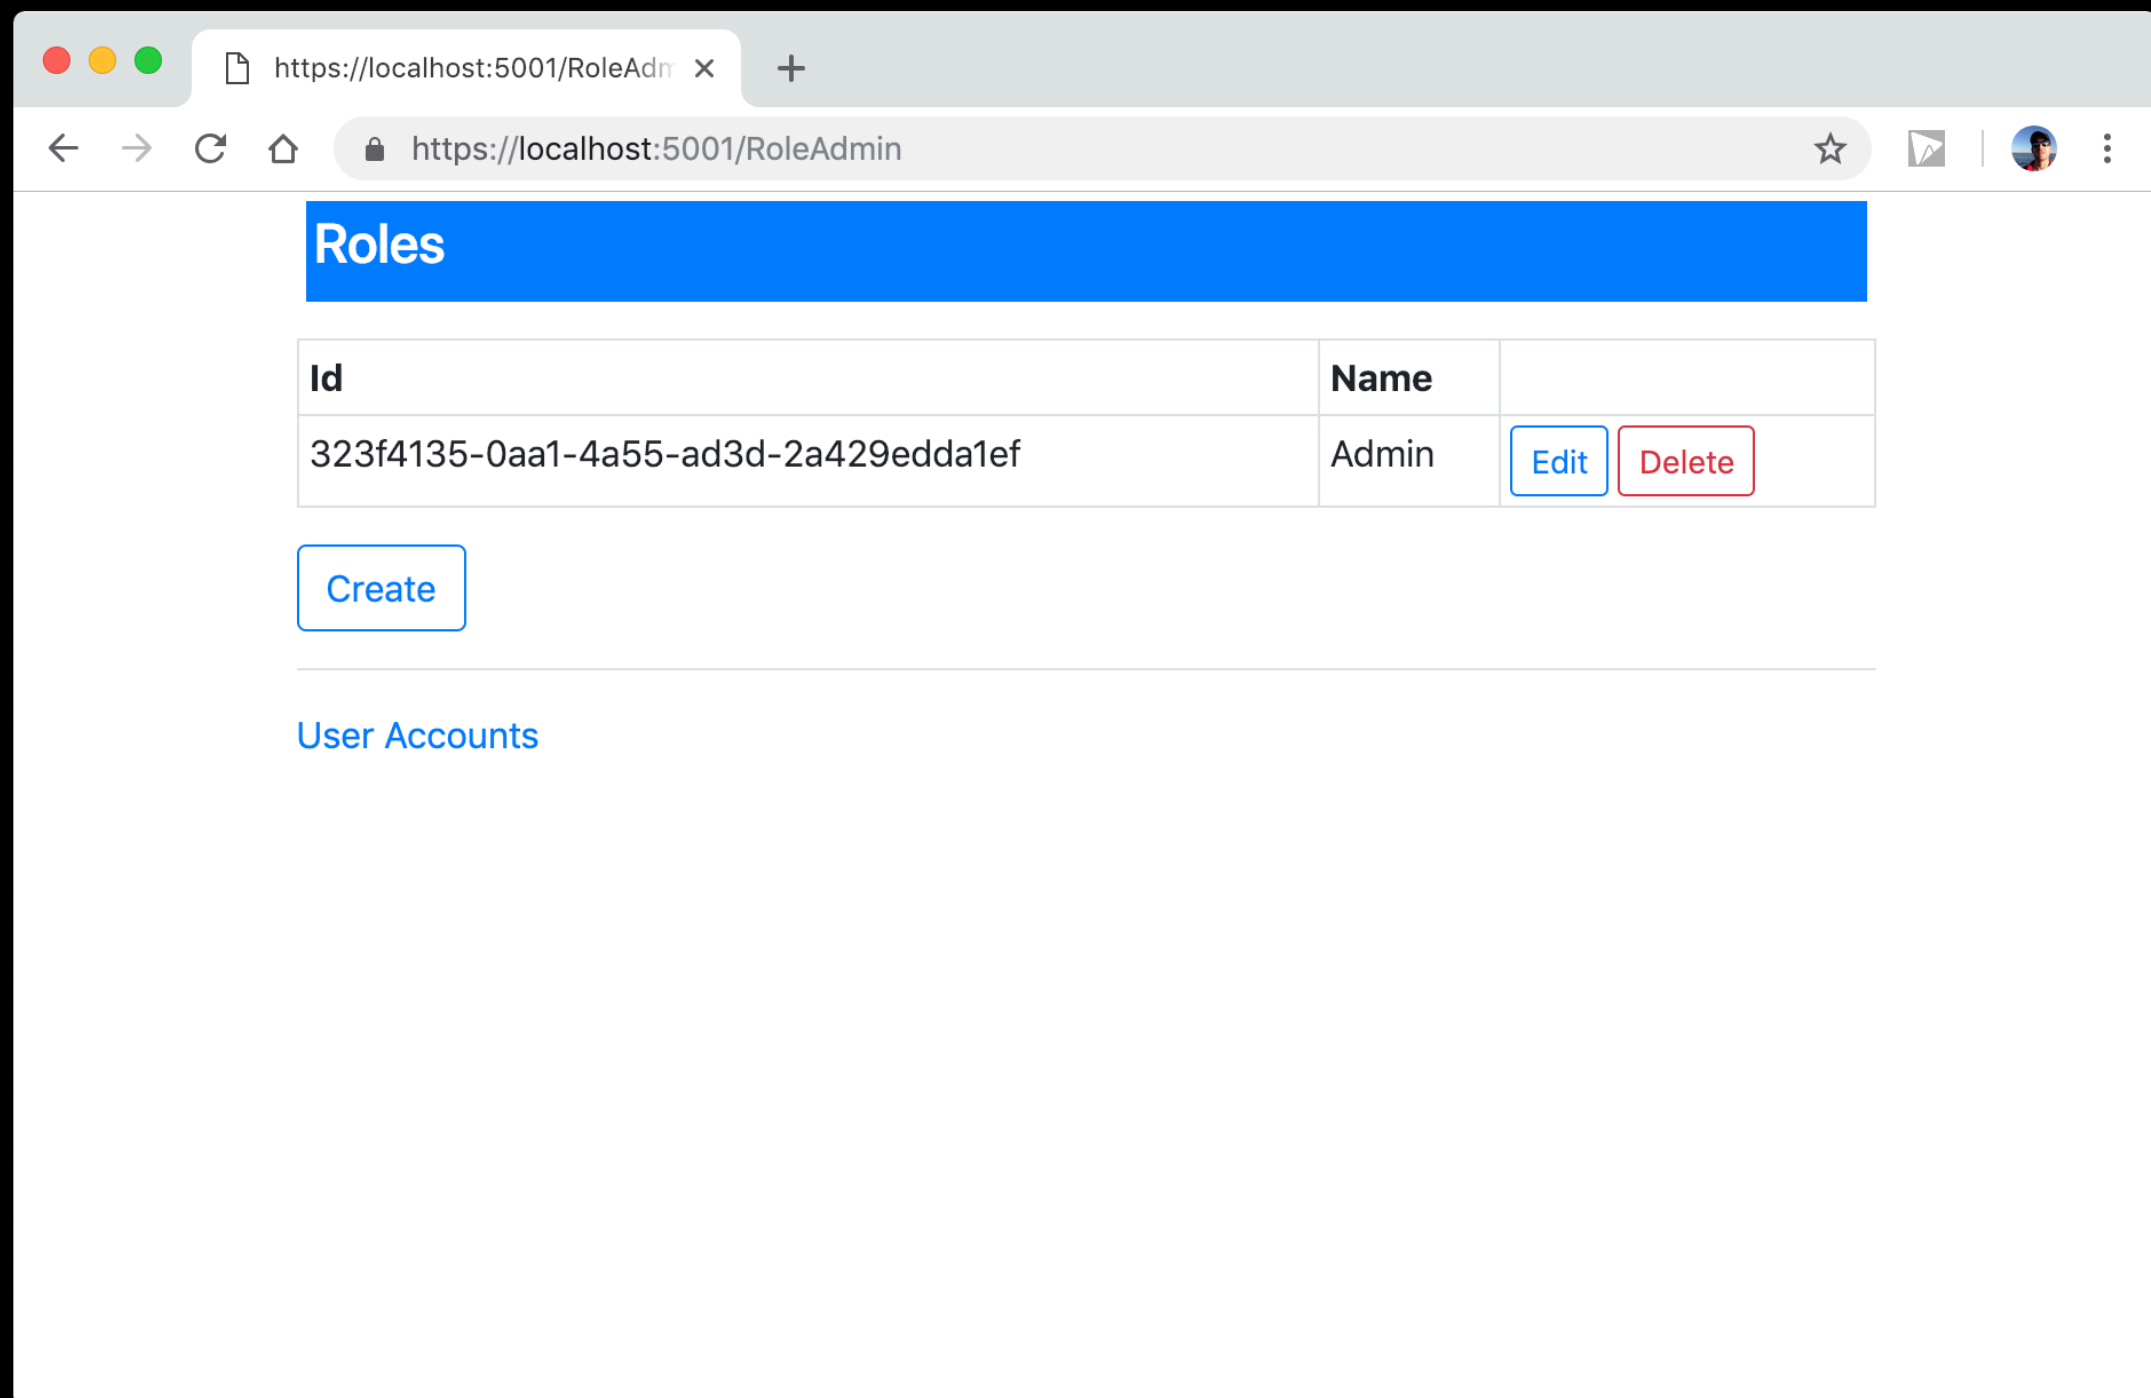 https://localhost:5001/RoleAdm
https://localhost:5001/RoleAdmin
Roles
Id Name
323f4135-0aa1-4a55-ad3d-2a429edda1ef Admin Edit Delete
Create
User Accounts